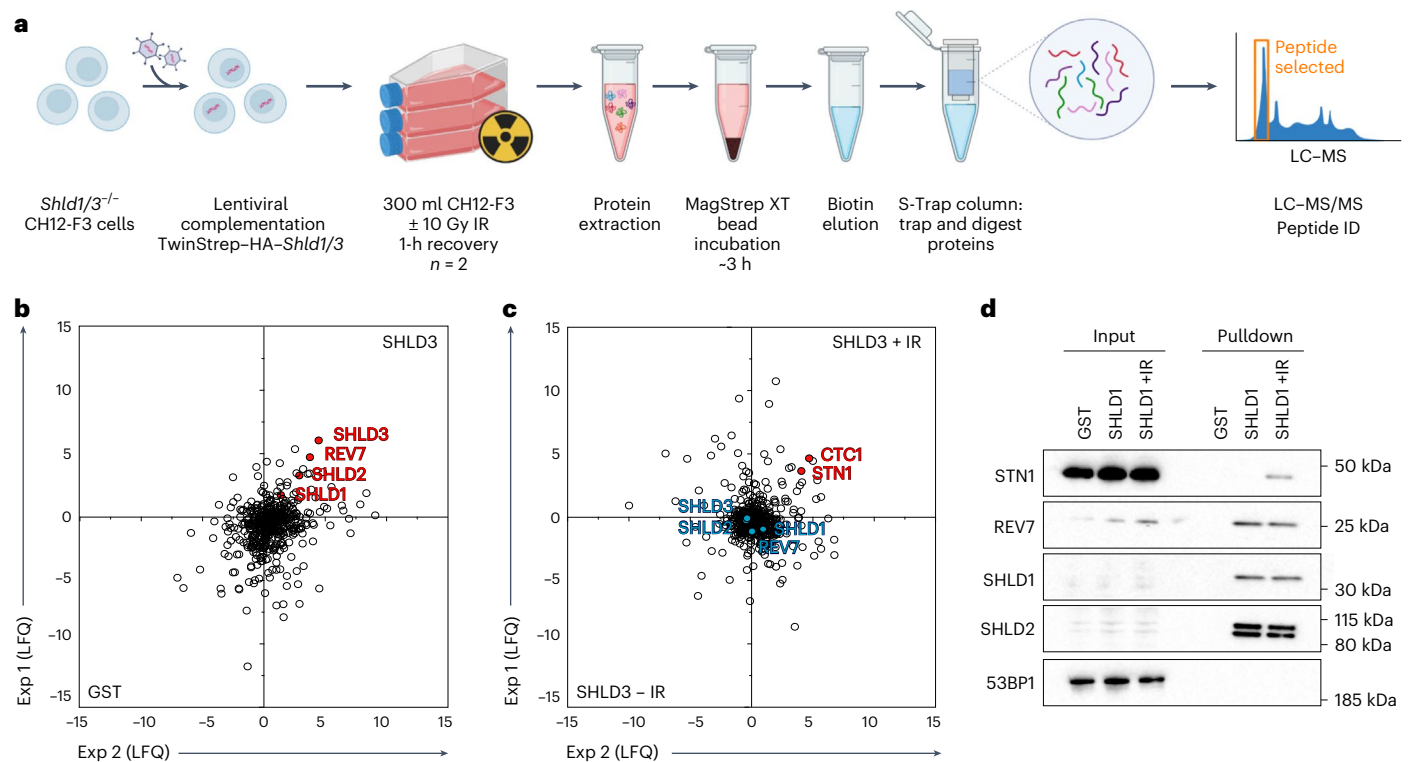 a
Peptide
selected
LC–MS
Shld1/3–/–
CH12-F3 cells
Lentiviral
complementation
TwinStrep–HA–Shld1/3
300 ml CH12-F3
± 10 Gy IR
1-h recovery
n = 2
Protein
extraction
MagStrep XT
bead
incubation
~3 h
Biotin
elution
S-Trap column:
trap and digest
proteins
LC–MS/MS
Peptide ID
b
15
10
5
0
−5
−10
−15
−15
−10
−5
0
5
10
15
SHLD3
SHLD3
REV7
SHLD2
SHLD1
GST
Exp 1 (LFQ)
Exp 2 (LFQ)
c
15
10
5
0
−5
−10
−15
−15
−10
−5
0
5
10
15
SHLD3 + IR
CTC1
STN1
SHLD3
SHLD2
SHLD1
REV7
SHLD3 − IR
Exp 1 (LFQ)
Exp 2 (LFQ)
d
Input
Pulldown
GST
SHLD1
SHLD1 +IR
GST
SHLD1
SHLD1 +IR
STN1
50 kDa
REV7
25 kDa
SHLD1
30 kDa
SHLD2
115 kDa
80 kDa
53BP1
185 kDa